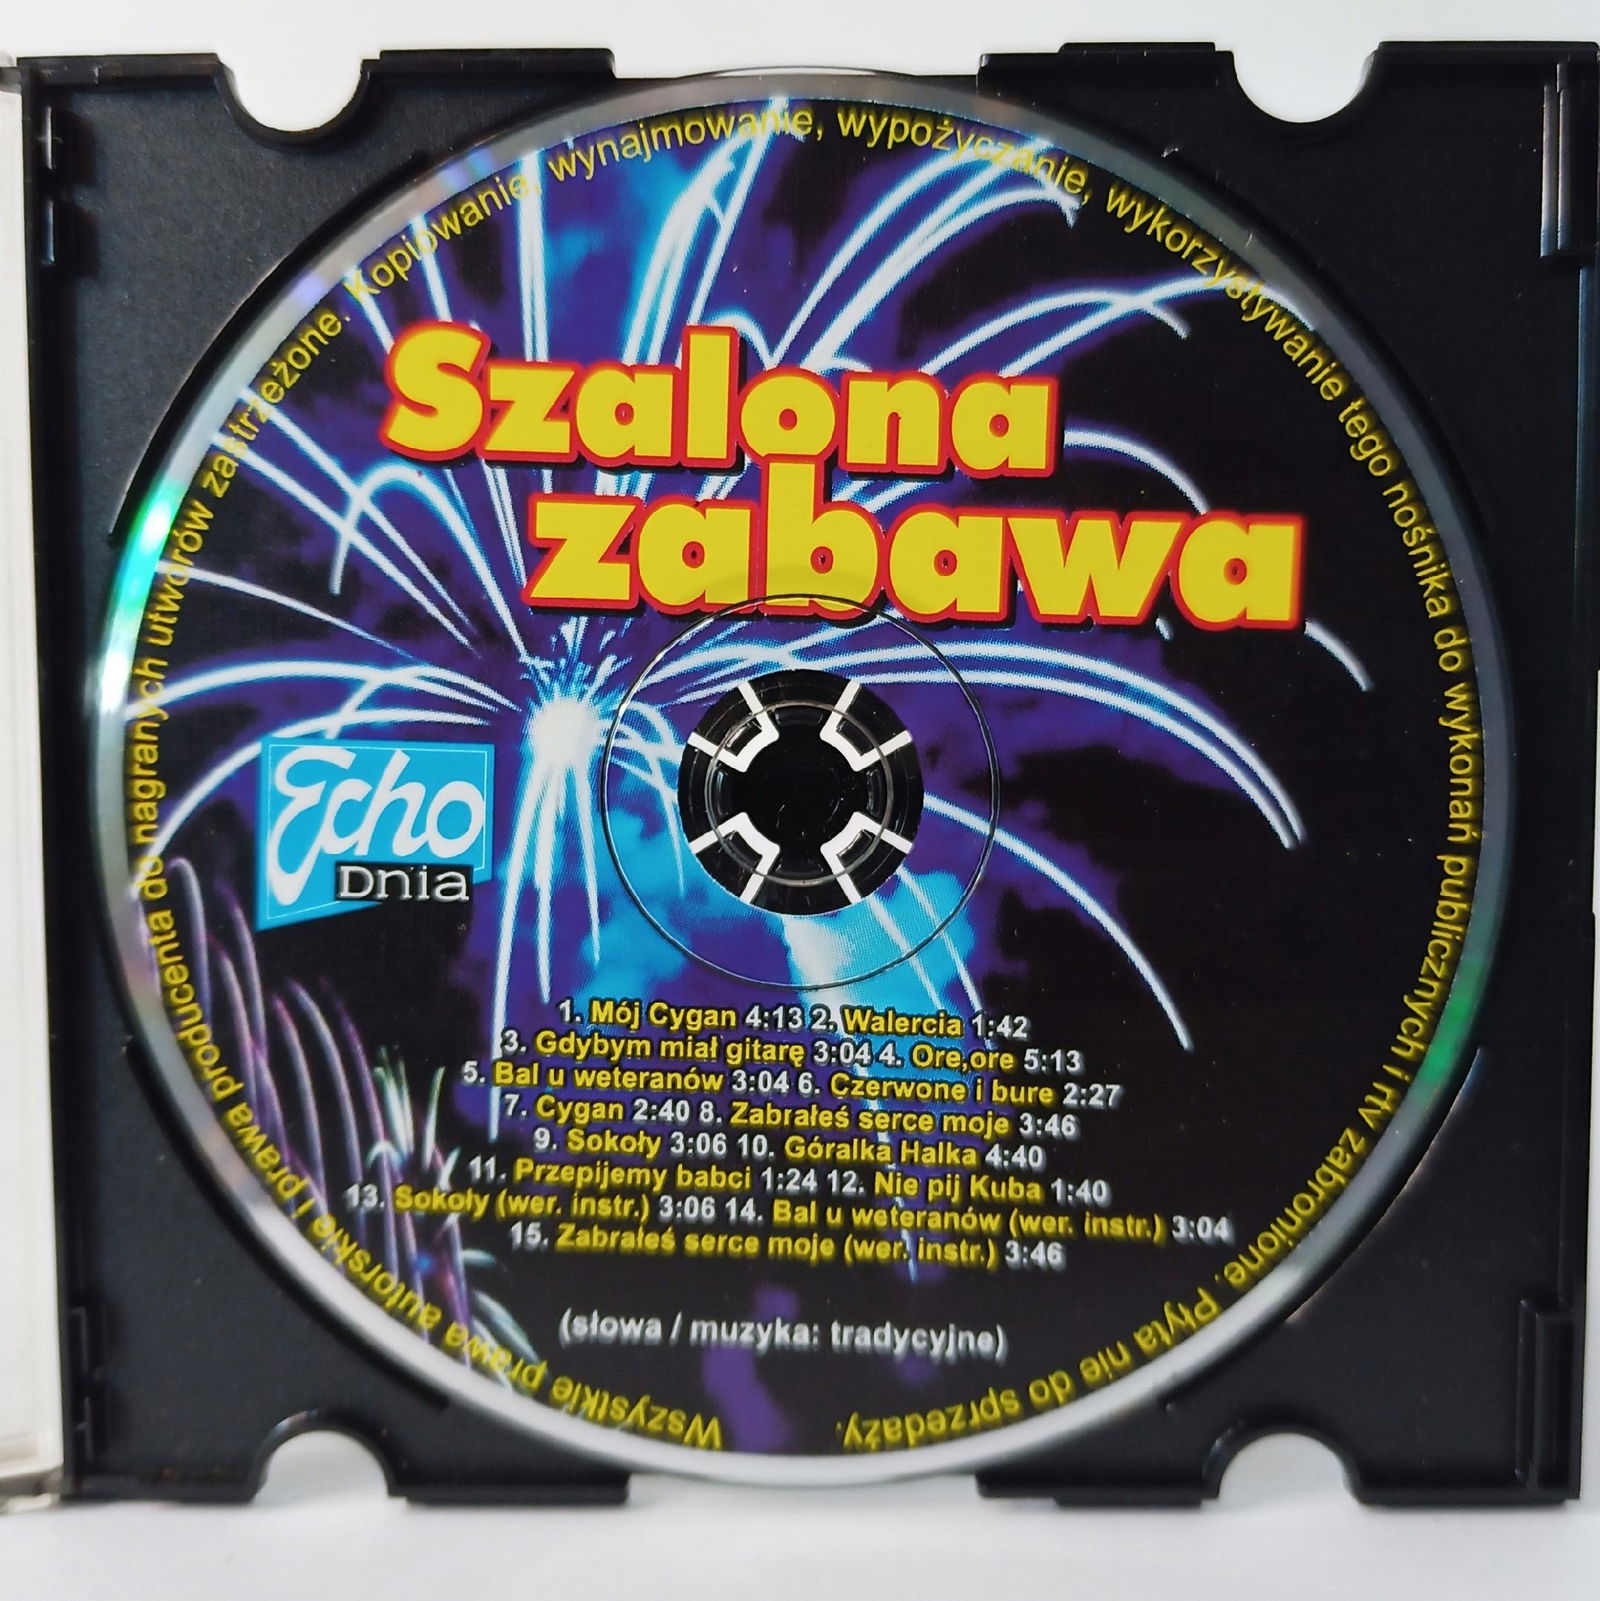 Szalona
zabawa
Echo
Dnia
1. Mój Cygan 4:13 2. Walercia 1:42
3. Gdybym miał gitarę 3:04 4. Ore,ore 5:13
5. Bal u weteranów 3:04 6. Czerwone i bure 2:27
7. Cygan 2:40 8. Zabrałeś serce moje 3:46
9. Sokoły 3:06 10. Góralka Halka 4:40
11. Przepijemy babci 1:24 12. Nie pij Kuba 1:40
13. Sokoły (wer. instr.) 3:06 14. Bal u weteranów (wer. instr.) 3:04
15. Zabrałeś serce moje (wer. instr.) 3:46
(słowa / muzyka: tradycyjne)
Wszystkie prawa autorskie i prawa producenta do nagranych utworów zastrzeżone. Kopiowanie, wynajmowanie, wypożyczanie, wykorzystywanie tego nośnika do wykonań publicznych i rtv zabronione. Płyta nie do sprzedaży.